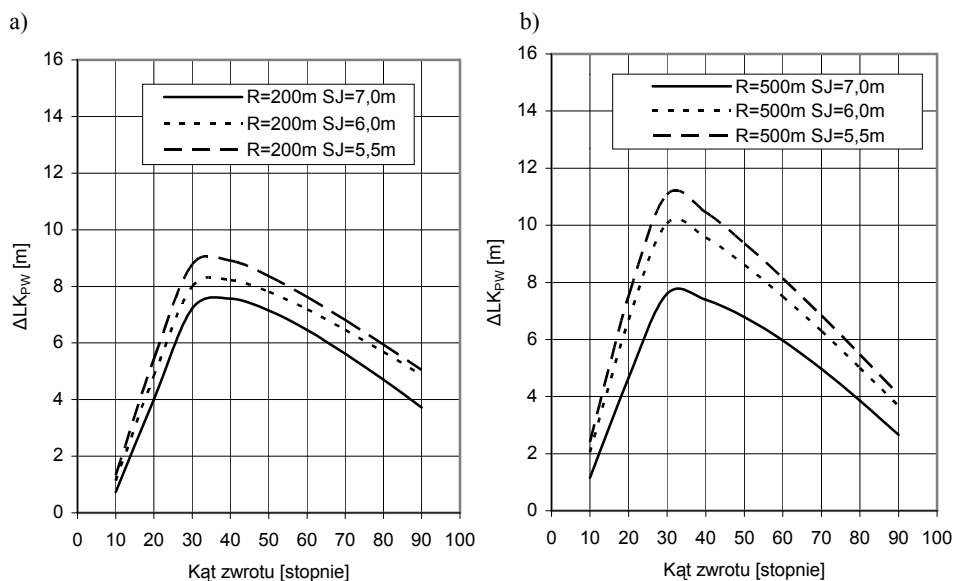 a)
16
14
12
10
8
6
4
2
0
ΔLK_PW [m]
R=200m SJ=7,0m
R=200m SJ=6,0m
R=200m SJ=5,5m
0 10 20 30 40 50 60 70 80 90 100
Kąt zwrotu [stopnie]
b)
16
14
12
10
8
6
4
2
0
ΔLK_PW [m]
R=500m SJ=7,0m
R=500m SJ=6,0m
R=500m SJ=5,5m
0 10 20 30 40 50 60 70 80 90 100
Kąt zwrotu [stopnie]